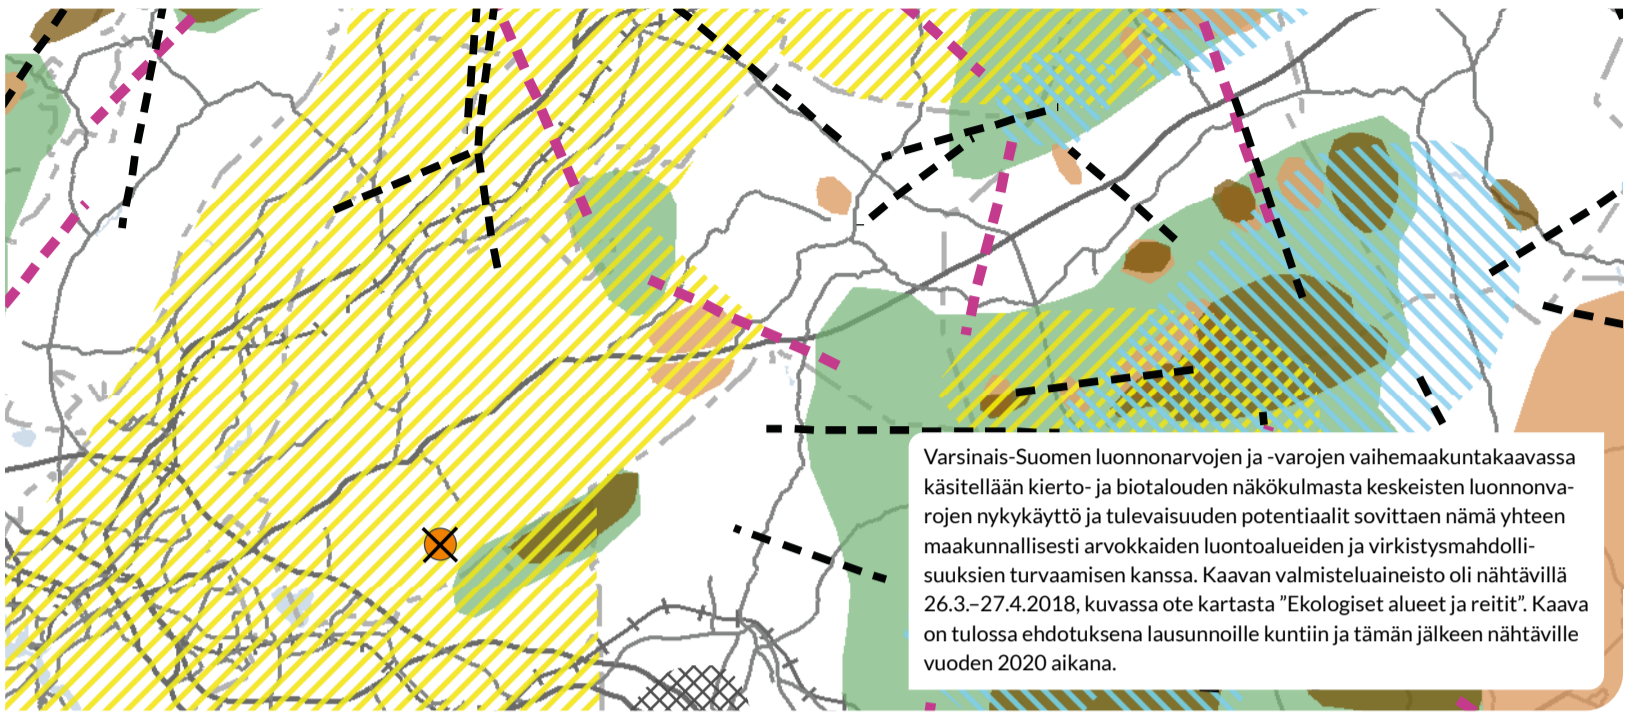 Varsinais-Suomen luonnonarvojen ja -varojen vaihemaakuntakaavassa
käsitellään kierto- ja biotalouden näkökulmasta keskeisten luonnonva-
rojen nykykäyttö ja tulevaisuuden potentiaalit sovittaen nämä yhteen
maakunnallisesti arvokkaiden luontoalueiden ja virkistysmahdolli-
suuksien turvaamisen kanssa. Kaavan valmisteluaineisto oli nähtävillä
26.3.–27.4.2018, kuvassa ote kartasta ”Ekologiset alueet ja reitit”. Kaava
on tulossa ehdotuksena lausunnoille kuntiin ja tämän jälkeen nähtäville
vuoden 2020 aikana.